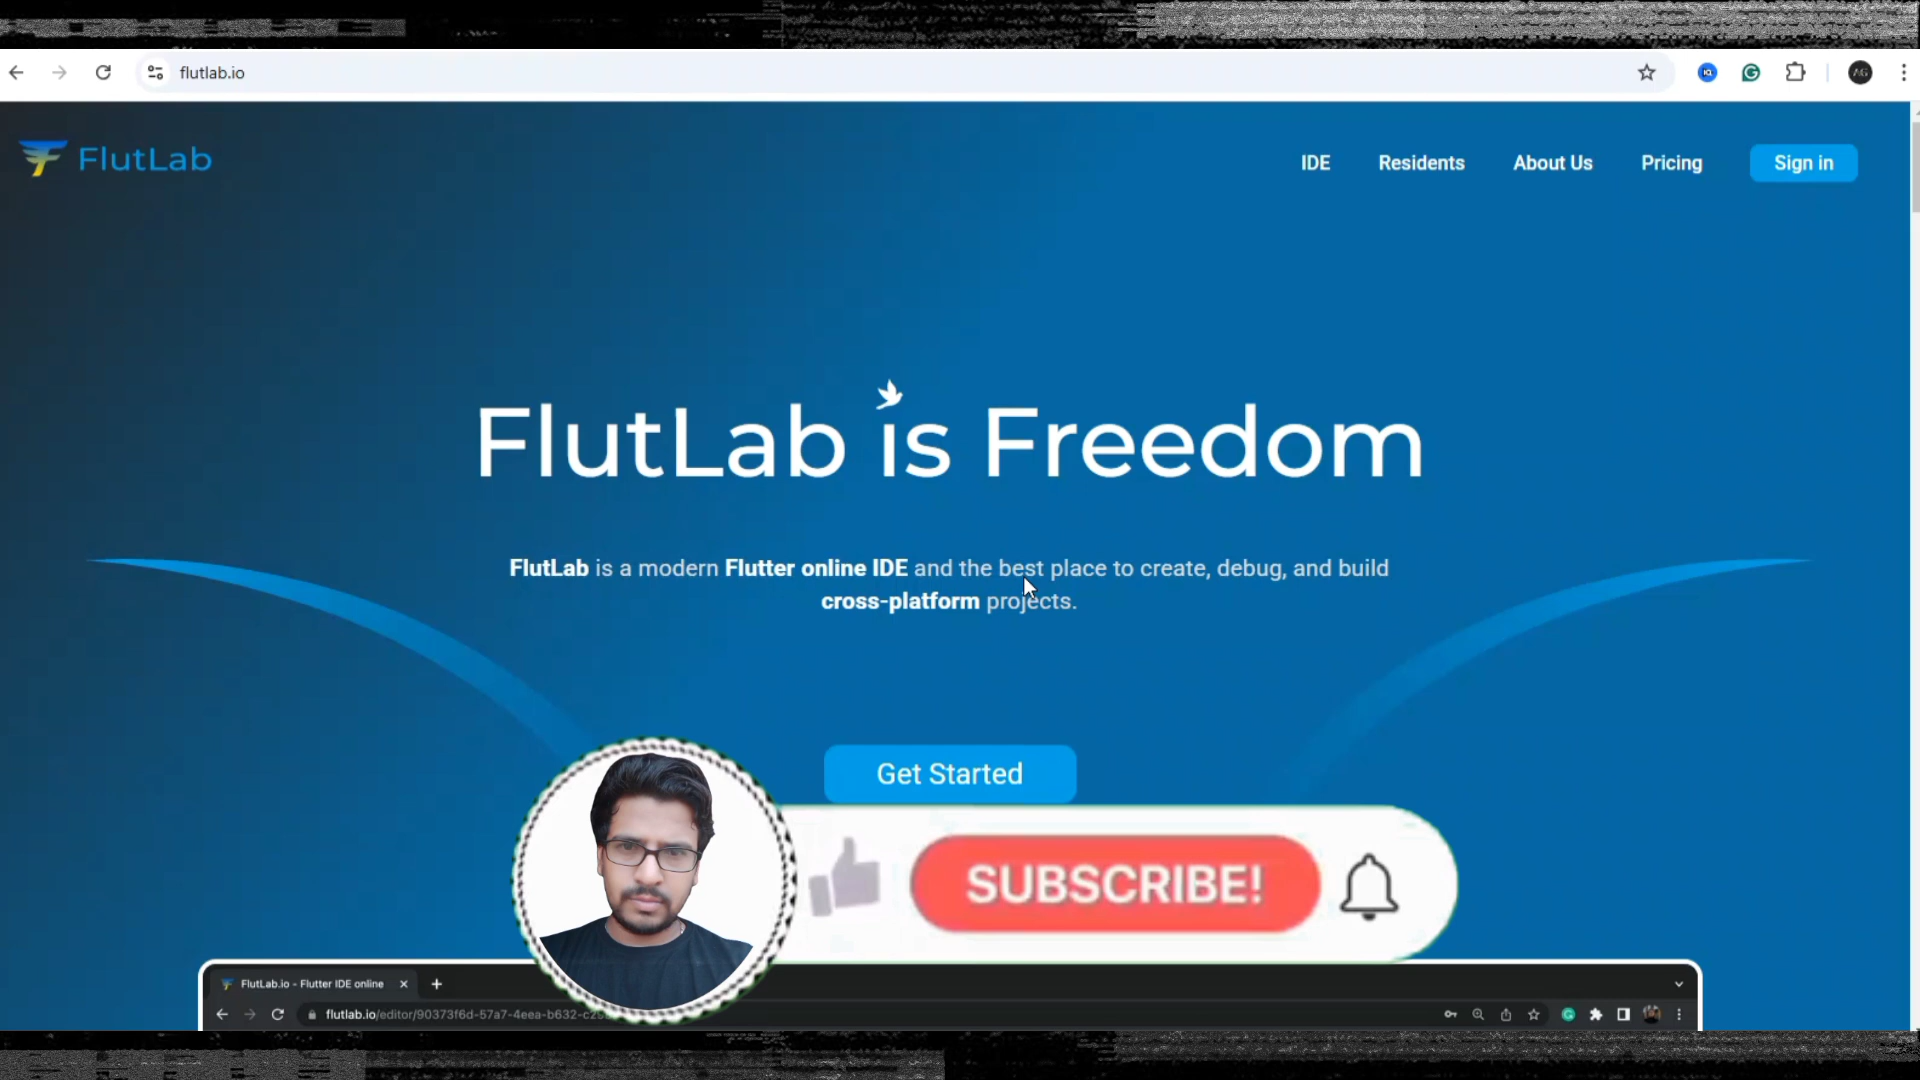 flutlab.io
FlutLab
IDE
Residents
About Us
Pricing
Sign in
FlutLab is Freedom
FlutLab is a modern Flutter online IDE and the best place to create, debug, and build
cross-platform projects.
Get Started
SUBSCRIBE!
FlutLab.io - Flutter IDE online
flutlab.io/editor/90373f6d-57a7-4eea-b632-c2